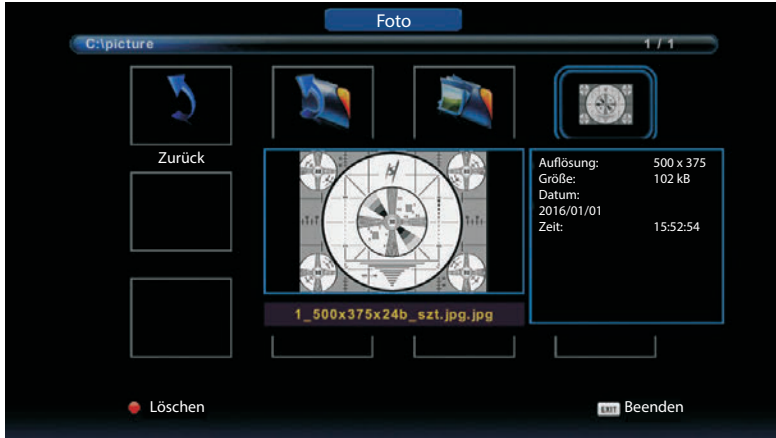 Foto
C:\picture
1 / 1
Zurück
Auflösung: 500 x 375
Größe: 102 kB
Datum:
2016/01/01
Zeit: 15:52:54
1_500x375x24b_szt.jpg.jpg
Löschen
EXIT Beenden